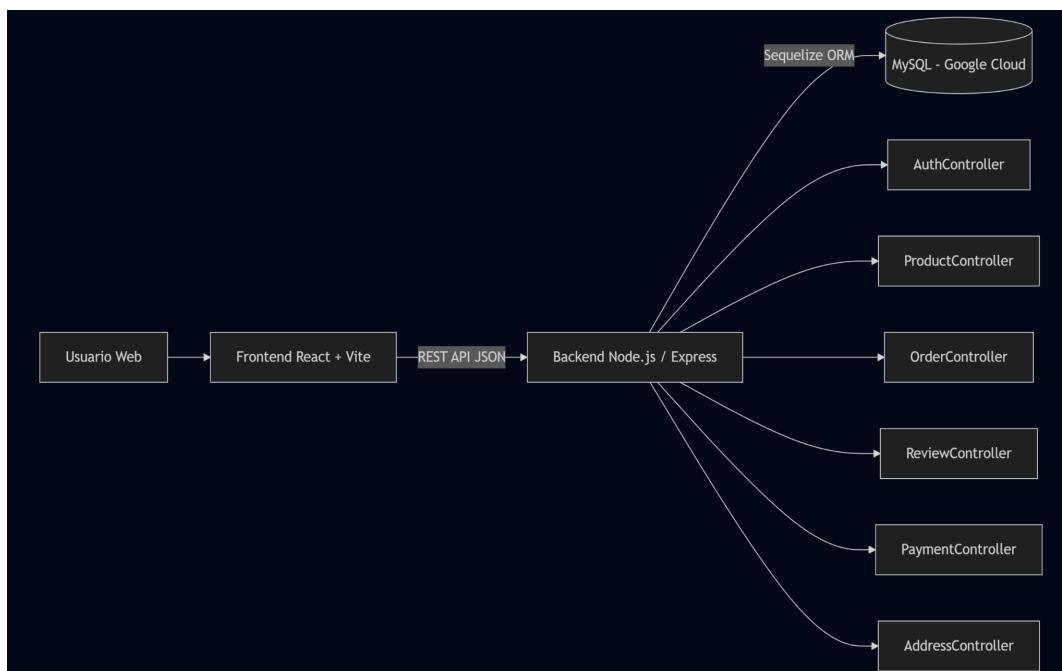 Sequelize ORM
MySQL - Google Cloud
AuthController
ProductController
Usuario Web
Frontend React + Vite
REST API JSON
Backend Node.js / Express
OrderController
ReviewController
PaymentController
AddressController